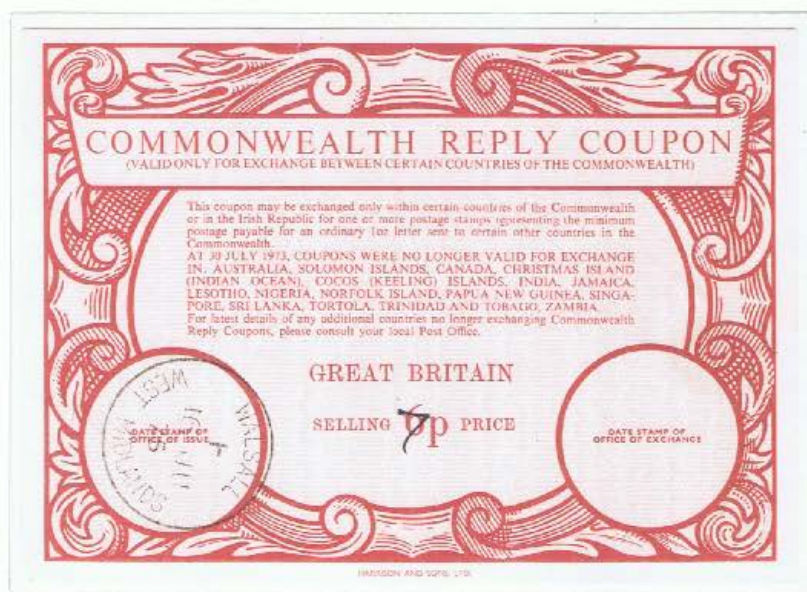 COMMONWEALTH REPLY COUPON
(VALID ONLY FOR EXCHANGE BETWEEN CERTAIN COUNTRIES OF THE COMMONWEALTH)
This coupon may be exchanged only within certain countries of the Commonwealth
or in the Irish Republic for one or more postage stamps representing the minimum
postage payable for an ordinary 1oz letter sent to certain other countries in the
Commonwealth.
AT 30 JULY 1973, COUPONS WERE NO LONGER VALID FOR EXCHANGE
IN: AUSTRALIA, SOLOMON ISLANDS, CANADA, CHRISTMAS ISLAND
(INDIAN OCEAN), COCOS (KEELING) ISLANDS, INDIA, JAMAICA,
LESOTHO, NIGERIA, NORFOLK ISLAND, PAPUA NEW GUINEA, SINGA-
PORE, SRI LANKA, TORTOLA, TRINIDAD AND TOBAGO, ZAMBIA.
For latest details of any additional countries no longer exchanging Commonwealth
Reply Coupons, please consult your local Post Office.
GREAT BRITAIN
SELLING 7p PRICE
DATE STAMP OF
OFFICE OF ISSUE
WALSALL
WEST MIDLANDS
DATE STAMP OF
OFFICE OF EXCHANGE
HARRISON AND SONS, LTD.